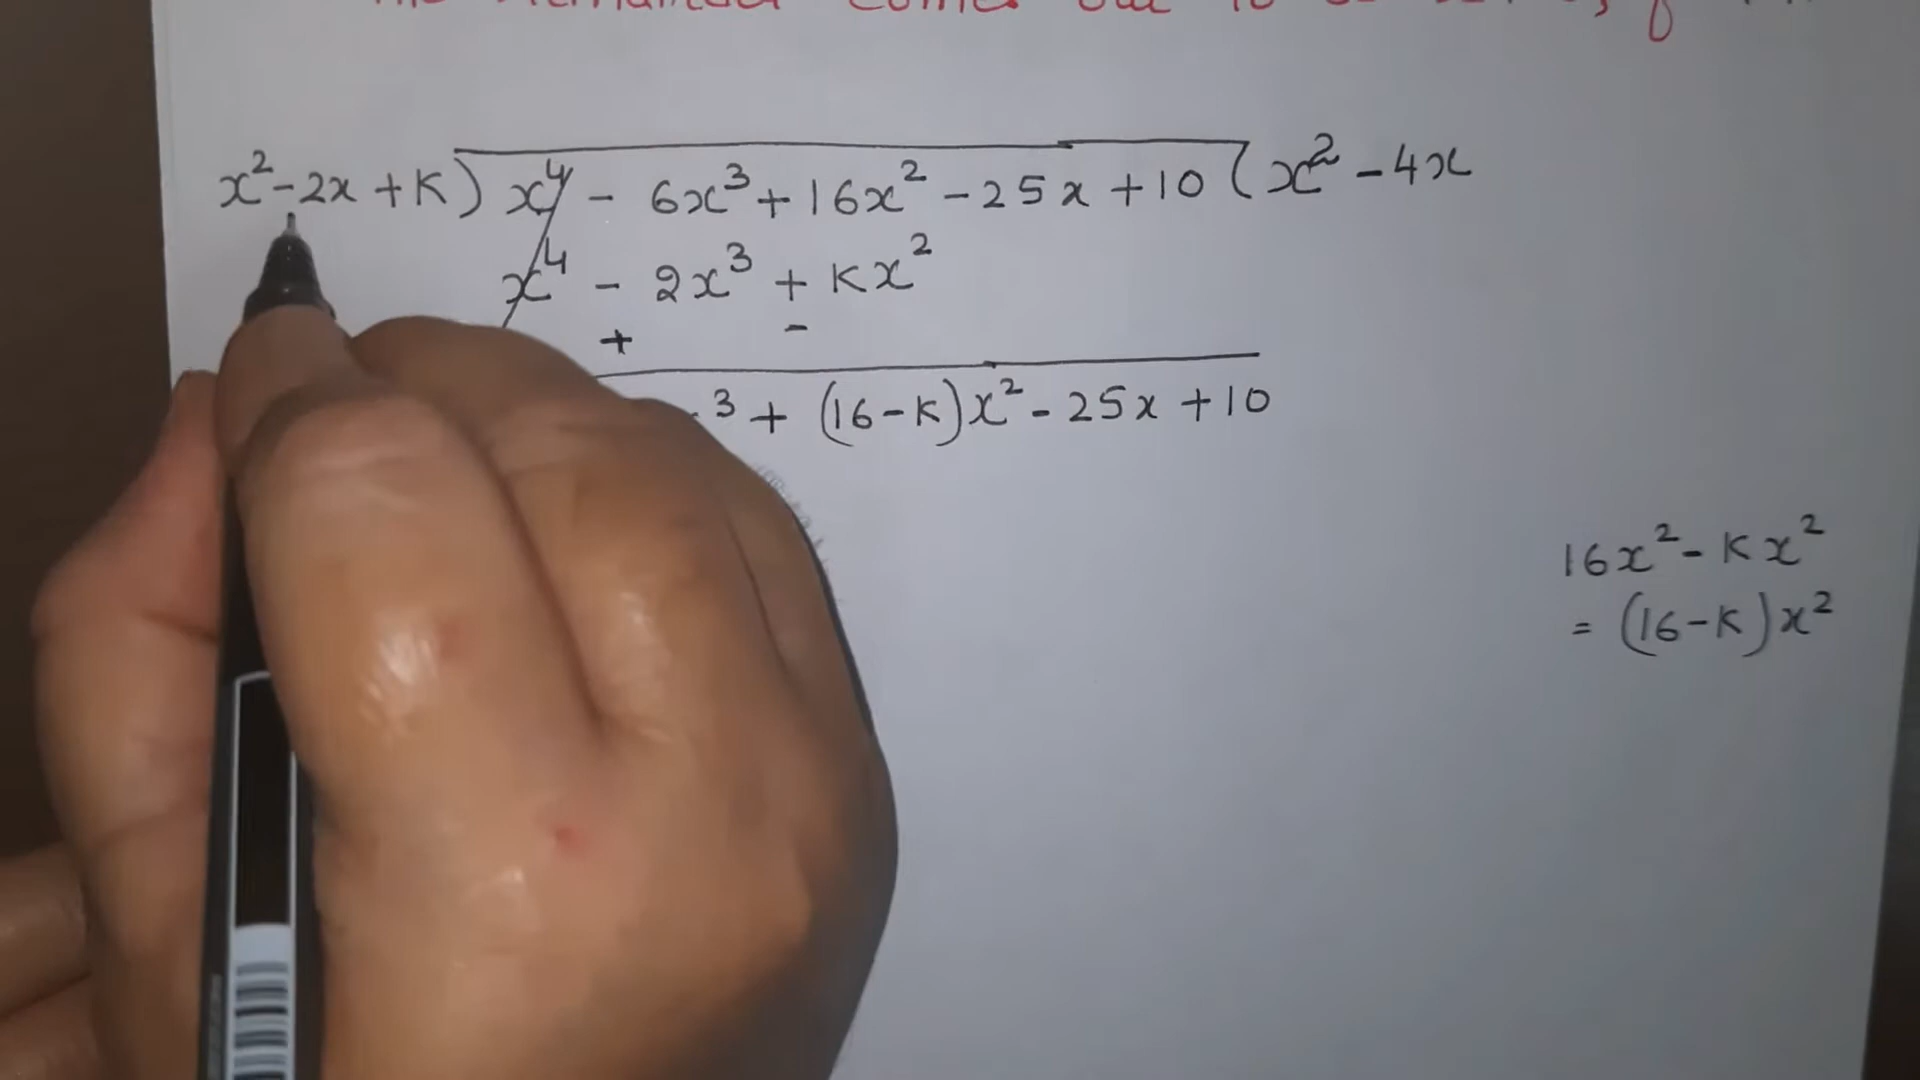 x² - 2x + K ) x⁴ - 6x³ + 16x² - 25x + 10 ( x² - 4x
x⁴ - 2x³ + Kx²
+ -
³ + (16-K)x² - 25x + 10
16x² - Kx²
= (16-K)x²